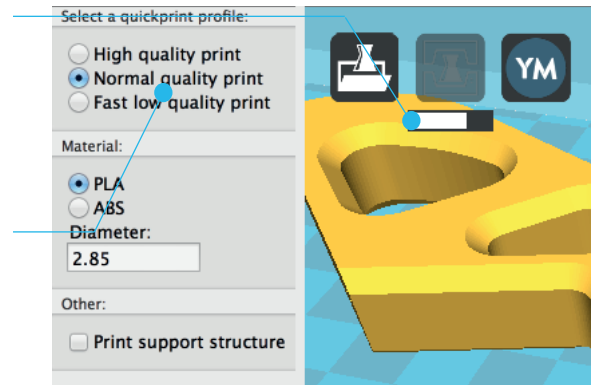 Select a quickprint profile:
High quality print
Normal quality print
Fast low quality print
Material:
PLA
ABS
Diameter:
2.85
Other:
Print support structure
YM